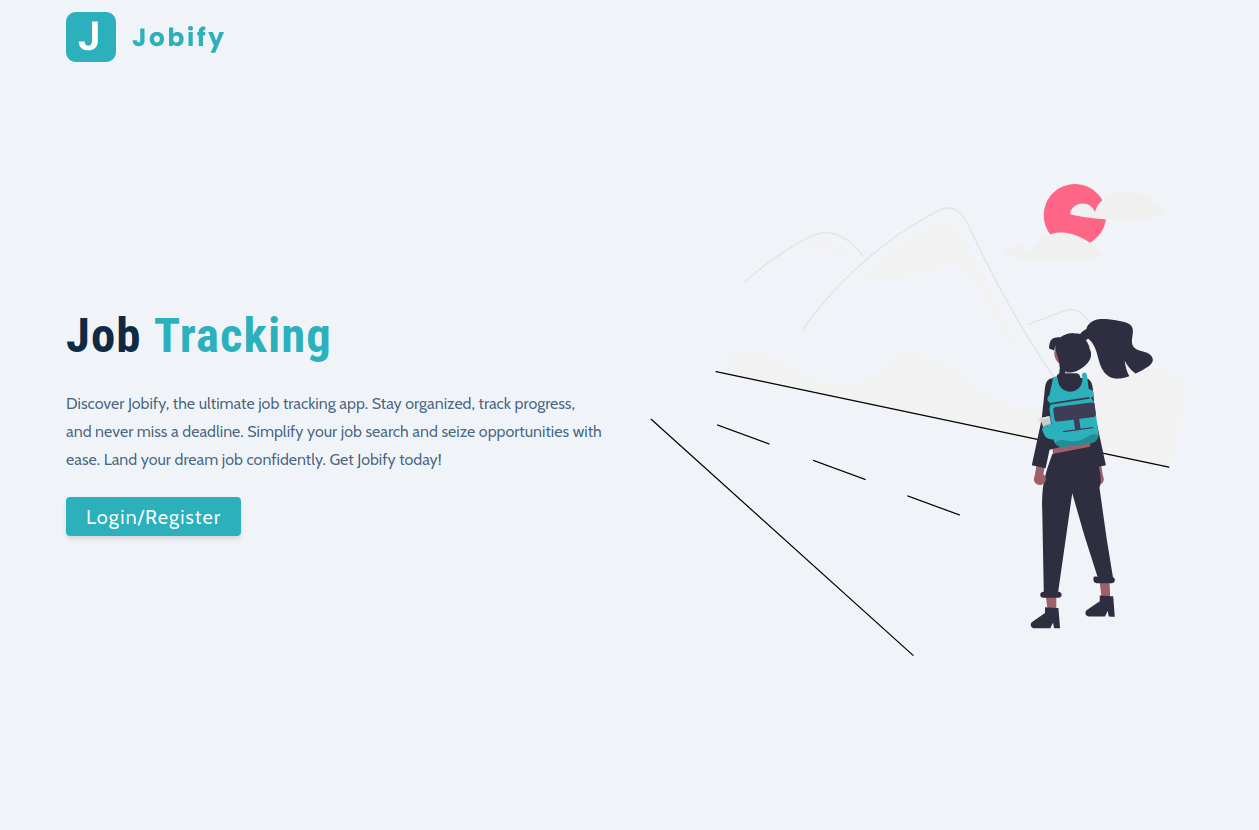 J Jobify
Job Tracking
Discover Jobify, the ultimate job tracking app. Stay organized, track progress,
and never miss a deadline. Simplify your job search and seize opportunities with
ease. Land your dream job confidently. Get Jobify today!
Login/Register